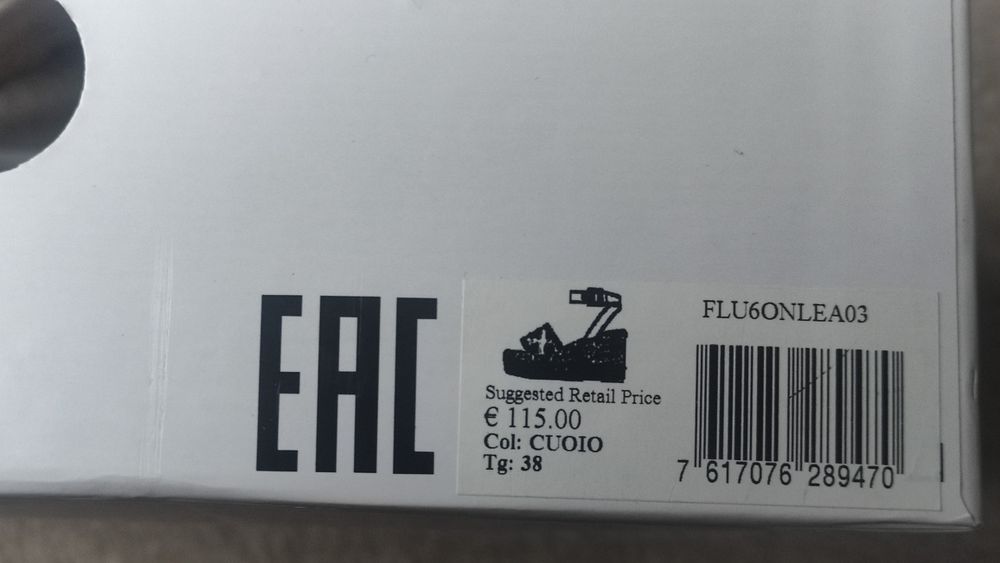 EAC
FLU6ONLEA03
Suggested Retail Price
€ 115.00
Col: CUOIO
Tg: 38
7 617076 289470